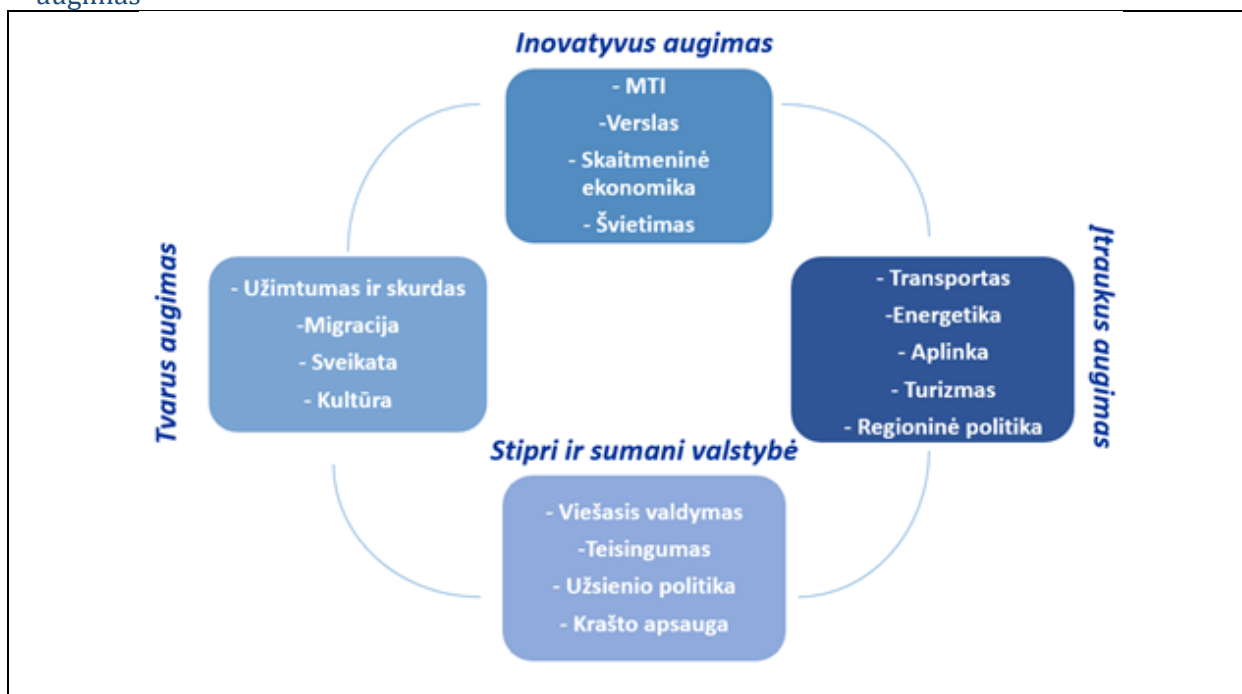 augimas
Inovatyvus augimas
- MTI
-Verslas
- Skaitmeninė
ekonomika
- Švietimas
Tvarus augimas
- Užimtumas ir skurdas
-Migracija
- Sveikata
- Kultūra
- Transportas
-Energetika
- Aplinka
- Turizmas
- Regioninė politika
Įtraukus augimas
Stipri ir sumani valstybė
- Viešasis valdymas
-Teisingumas
- Užsienio politika
- Krašto apsauga